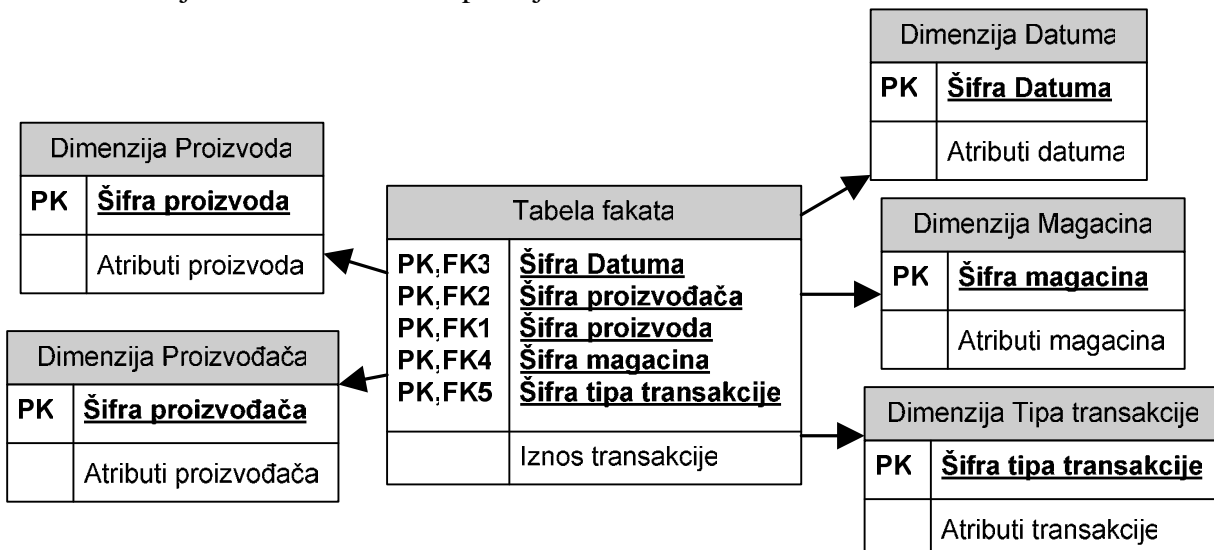 Dimenzija Datuma
PK Šifra Datuma
Atributi datuma
Dimenzija Proizvoda
PK Šifra proizvoda
Atributi proizvoda
Tabela fakata
PK,FK3 Šifra Datuma
PK,FK2 Šifra proizvođača
PK,FK1 Šifra proizvoda
PK,FK4 Šifra magacina
PK,FK5 Šifra tipa transakcije
Iznos transakcije
Dimenzija Magacina
PK Šifra magacina
Atributi magacina
Dimenzija Proizvođača
PK Šifra proizvođača
Atributi proizvođača
Dimenzija Tipa transakcije
PK Šifra tipa transakcije
Atributi transakcije